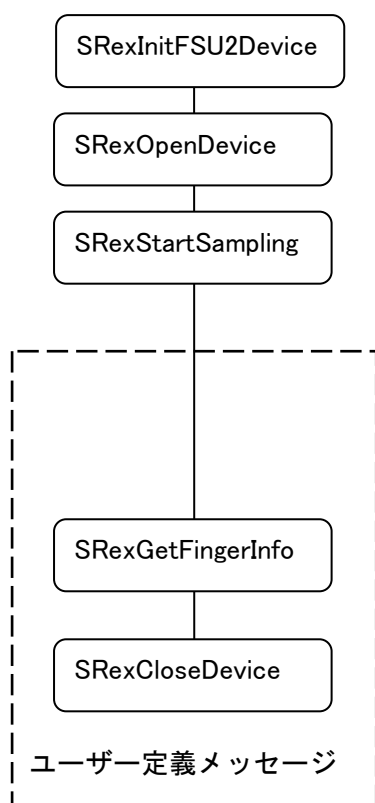 SRexInitFSU2Device
SRexOpenDevice
SRexStartSampling
SRexGetFingerInfo
SRexCloseDevice
ユーザー定義メッセージ